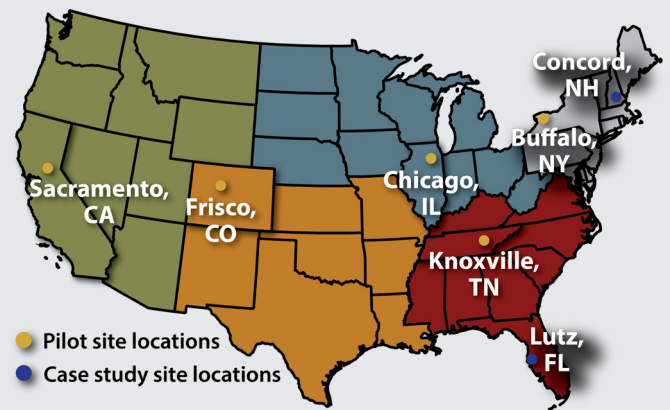 Concord,
NH
Buffalo,
NY
Sacramento,
CA
Frisco,
CO
Chicago,
IL
Knoxville,
TN
Lutz,
FL
Pilot site locations
Case study site locations